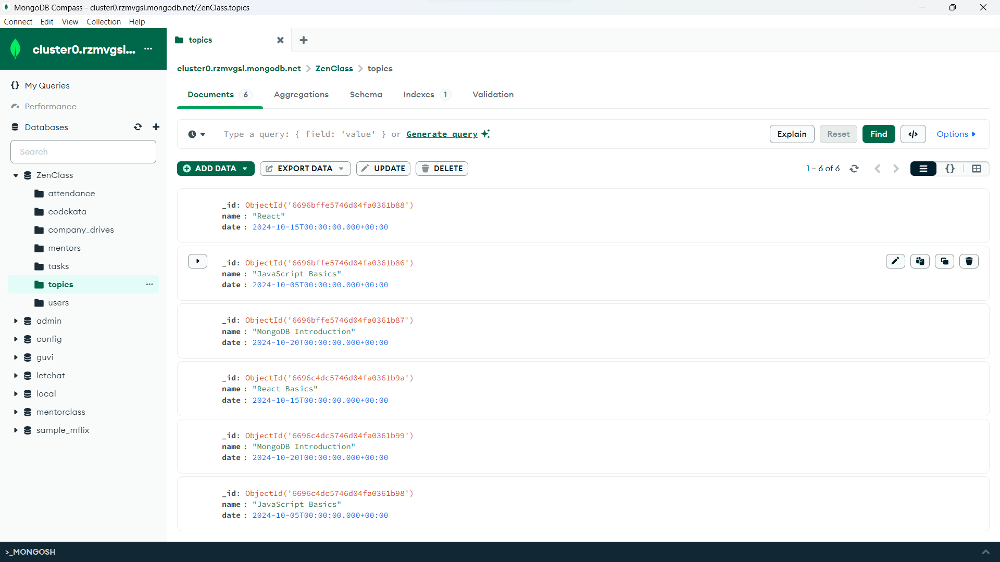 MongoDB Compass - cluster0.rzmvgsl.mongodb.net/ZenClass.topics
Connect Edit View Collection Help
cluster0.rzmvgsl... ...
topics
cluster0.rzmvgsl.mongodb.net > ZenClass > topics
{} My Queries
Performance
Databases
Search
ZenClass
attendance
codekata
company_drives
mentors
tasks
topics ...
users
admin
config
guvi
letchat
local
mentorclass
sample_mflix
Documents 6 Aggregations Schema Indexes 1 Validation
Type a query: { field: 'value' } or Generate query
Explain Reset Find </> Options
ADD DATA EXPORT DATA UPDATE DELETE
1 – 6 of 6 {}
_id: ObjectId('6696bffe5746d04fa0361b88')
name : "React"
date : 2024-10-15T00:00:00.000+00:00
_id: ObjectId('6696bffe5746d04fa0361b86')
name : "JavaScript Basics"
date : 2024-10-05T00:00:00.000+00:00
_id: ObjectId('6696bffe5746d04fa0361b87')
name : "MongoDB Introduction"
date : 2024-10-20T00:00:00.000+00:00
_id: ObjectId('6696c4dc5746d04fa0361b9a')
name : "React Basics"
date : 2024-10-15T00:00:00.000+00:00
_id: ObjectId('6696c4dc5746d04fa0361b99')
name : "MongoDB Introduction"
date : 2024-10-20T00:00:00.000+00:00
_id: ObjectId('6696c4dc5746d04fa0361b98')
name : "JavaScript Basics"
date : 2024-10-05T00:00:00.000+00:00
>_MONGOSH